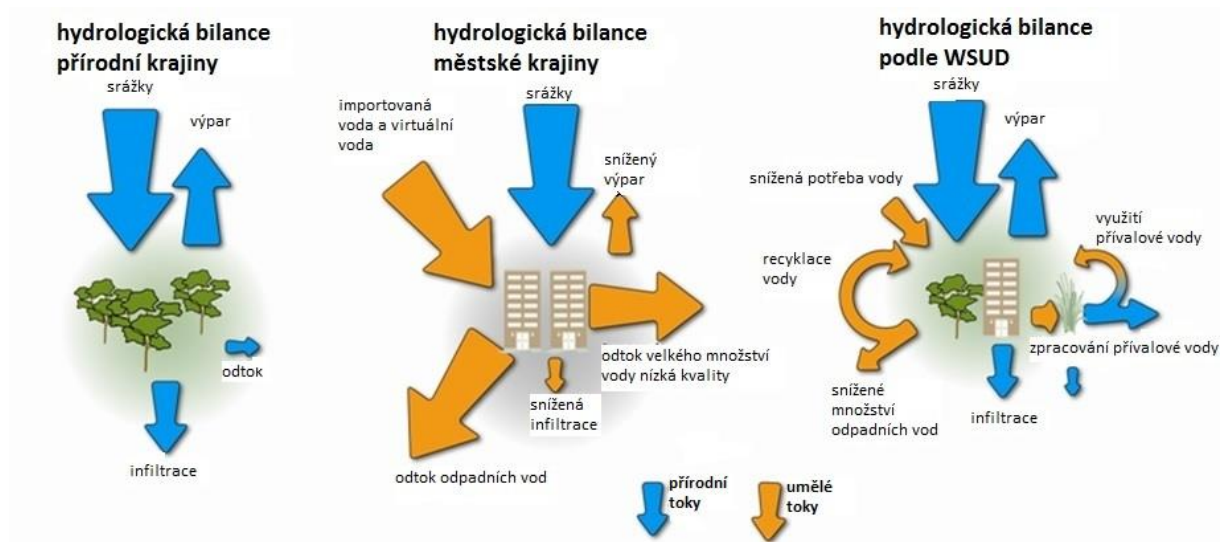 hydrologická bilance
přírodní krajiny
srážky
výpar
odtok
infiltrace
hydrologická bilance
městské krajiny
srážky
importovaná
voda a virtuální
voda
snížený
výpar
odtok velkého množství
vody nízká kvality
snížená
infiltrace
odtok odpadních vod
hydrologická bilance
podle WSUD
srážky
výpar
snížená potřeba vody
využití
přívalové vody
recyklace
vody
zpracování přívalové vody
snížené
množství
odpadních vod
infiltrace
přírodní
toky
umělé
toky